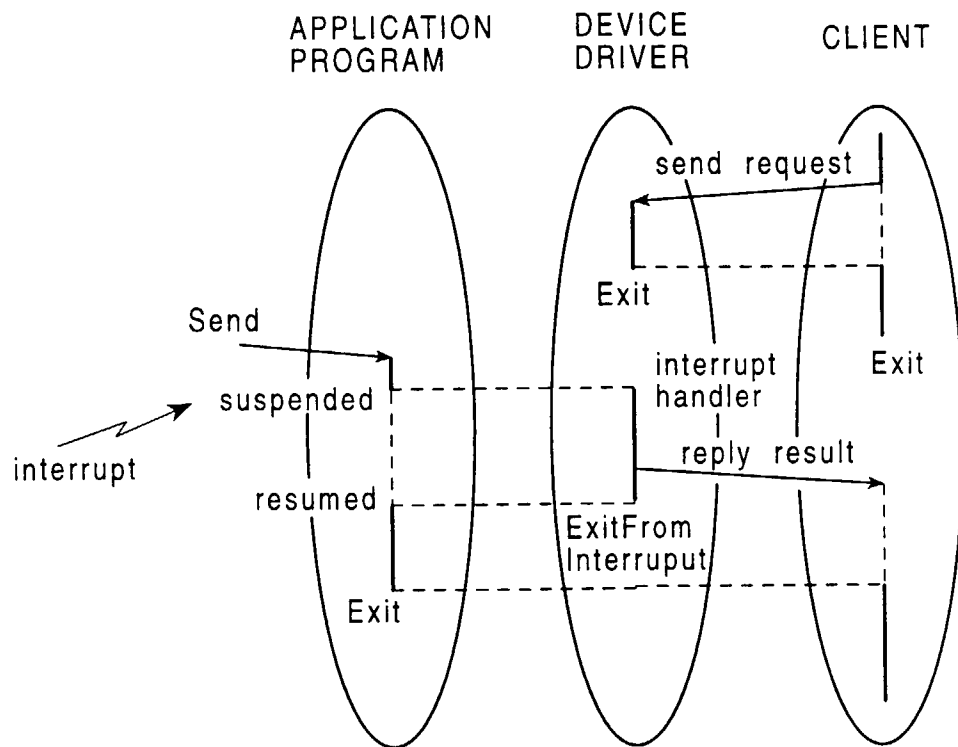 APPLICATION
PROGRAM
DEVICE
DRIVER
CLIENT
send request
Exit
Send
Exit
interrupt
handler
suspended
interrupt
reply result
resumed
ExitFrom
Interruput
Exit